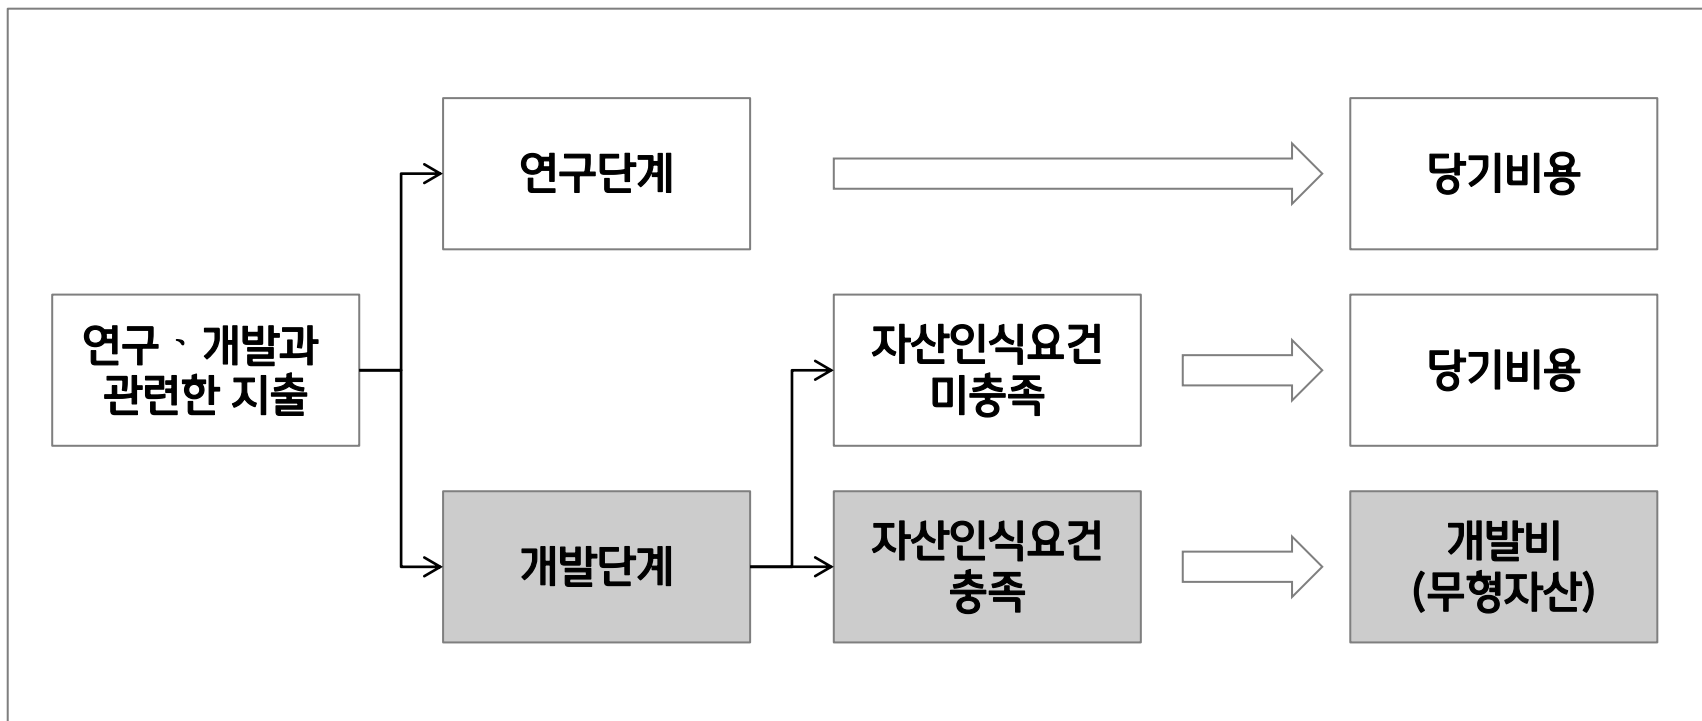 연구단계
당기비용
연구、개발과
관련한 지출
자산인식요건
미충족
당기비용
개발단계
자산인식요건
충족
개발비
(무형자산)